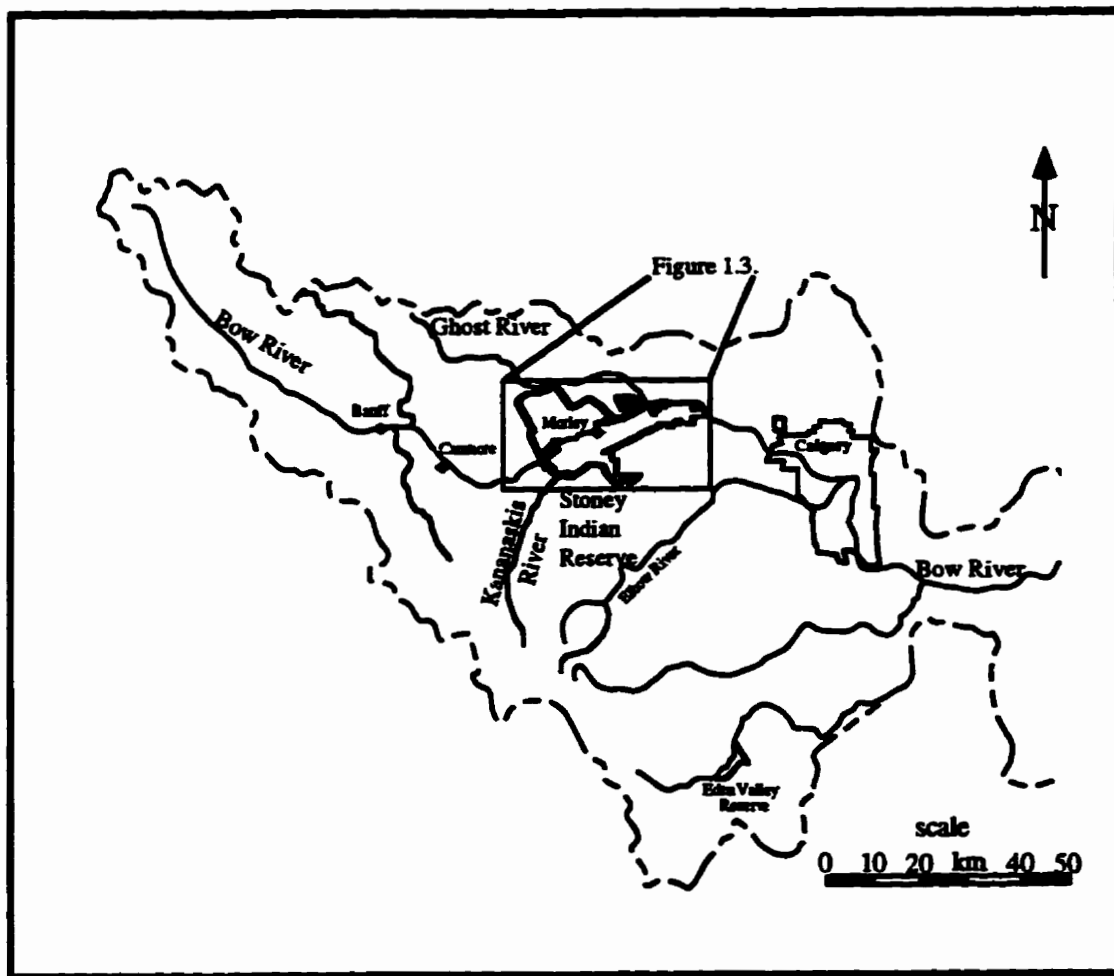 N
Figure 1.3.
Ghost River
Bow River
Banff
Canmore
Morley
Calgary
Stoney
Indian
Reserve
Kananaskis
River
Elbow River
Bow River
Eden Valley
Reserve
scale
0 10 20 km 40 50